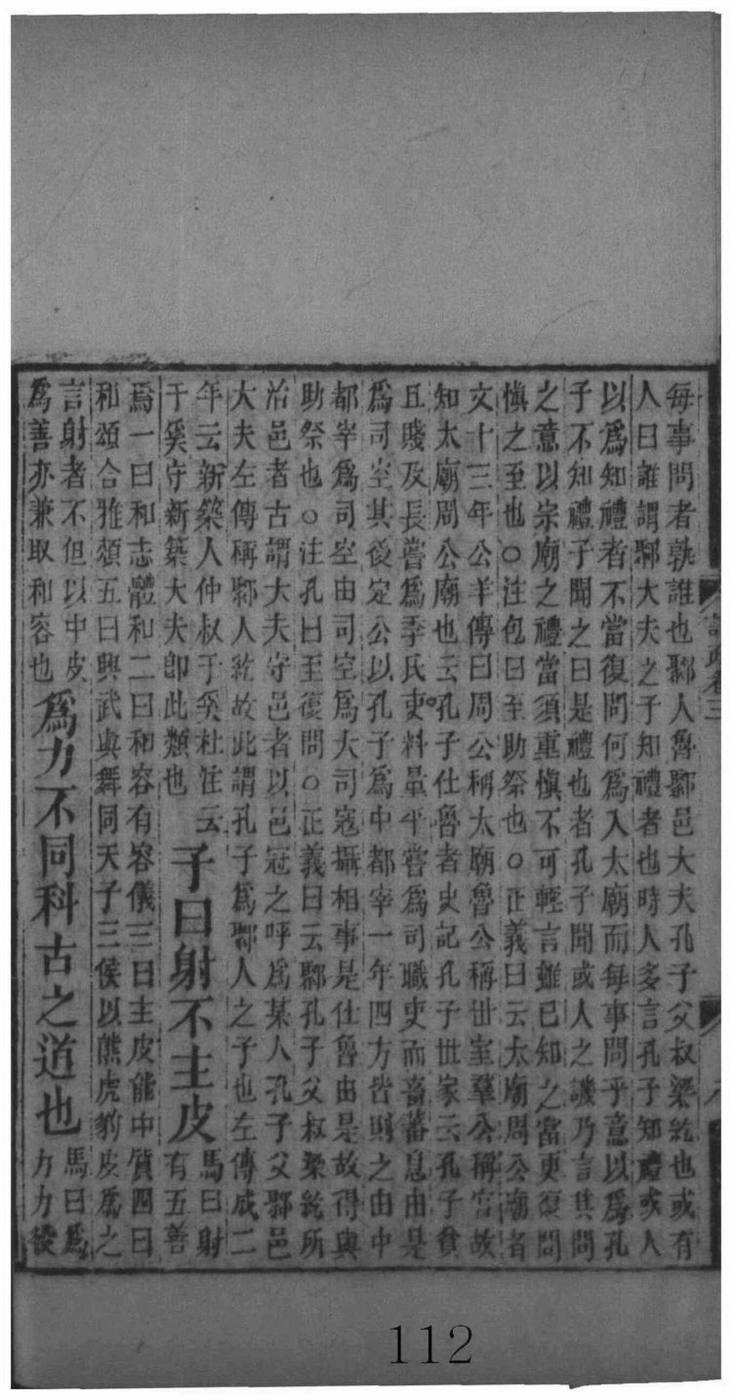 每事問者孰誰也鄹人魯鄹邑大夫孔子父叔梁紇也或有
人曰誰謂鄹大夫之子知禮者也時人多言孔子知禮或人
以爲知禮者不當復問何爲入太廟而每事問乎意以爲孔
子不知禮子聞之曰是禮也者孔子聞或人之譏乃言其問
之意以宗廟之禮當須重愼不可輕言雖已知之當更復問
愼之至也○注包曰至助祭也○正義曰云太廟周公廟者
文十三年公羊傳曰周公稱太廟魯公稱世室羣公稱宫故
知太廟周公廟也云孔子仕魯者史記孔子世家云孔子貧
且賤及長嘗爲季氏吏料量平嘗爲司職吏而畜蕃息由是
爲司空其後定公以孔子爲中都宰一年四方皆則之由中
都宰爲司空由司空爲大司寇攝相事是仕魯由是故得與
助祭也○注孔曰至復問○正義曰云鄹孔子父叔梁紇所
治邑者古謂大夫守邑者以邑冠之呼爲某人孔子父鄹邑
大夫左傳稱鄹人紇故此謂孔子爲鄹人之子也左傳成二
年云新築人仲叔于奚杜注云
于奚守新築大夫卽此類也
子曰射不主皮
馬曰射
有五善
焉一曰和志體和二曰和容有容儀三曰主皮能中質四曰
和頌合雅頌五曰興武與舞同天子三侯以熊虎豹皮爲之
言射者不但以中皮
爲善亦兼取和容也
爲力不同科古之道也
馬曰爲
力力役
疏卷三
112